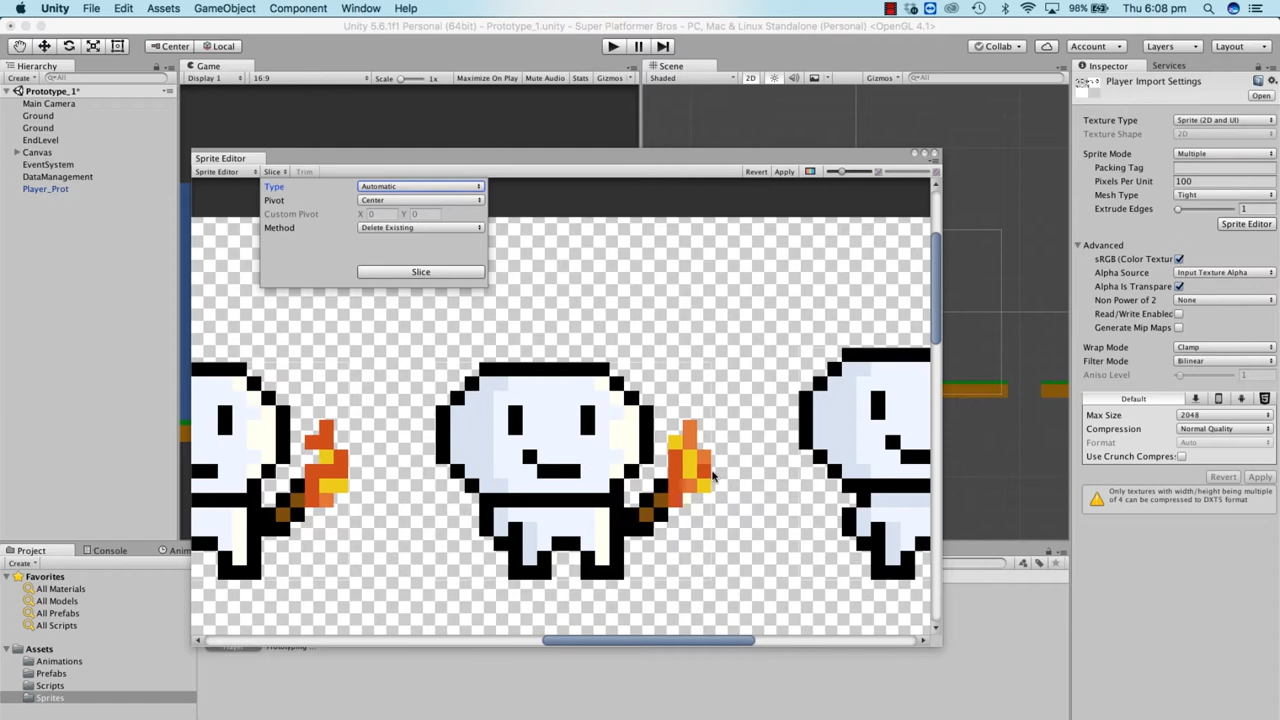 Unity File Edit Assets GameObject Component Window Help 98% Thu 6:08 pm
Unity 5.6.1f1 Personal (64bit) - Prototype_1.unity - Super Platformer Bros - PC, Mac & Linux Standalone (Personal) <OpenGL 4.1>
Center Local Collab Account Layers Layout
Hierarchy Game Scene Inspector Services
Create All Display 1 16:9 Scale 1x Maximize On Play Mute Audio Stats Gizmos Shaded 2D Gizmos All
Player Import Settings
Open
Prototype_1*
Main Camera
Ground
Ground
EndLevel
Canvas
EventSystem
DataManagement
Player_Prot
Sprite Editor
Sprite Editor Slice Trim Revert Apply
Type Automatic
Pivot Center
Custom Pivot X 0 Y 0
Method Delete Existing
Slice
Texture Type Sprite (2D and UI)
Texture Shape 2D
Sprite Mode Multiple
Packing Tag
Pixels Per Unit 100
Mesh Type Tight
Extrude Edges 1
Sprite Editor
Advanced
sRGB (Color Textur
Alpha Source Input Texture Alpha
Alpha Is Transpare
Non Power of 2 None
Read/Write Enabled
Generate Mip Maps
Wrap Mode Clamp
Filter Mode Bilinear
Aniso Level 1
Default
Max Size 2048
Compression Normal Quality
Format Auto
Use Crunch Compres
Revert Apply
Only textures with width/height being multiple
of 4 can be compressed to DXT5 format
Project Console Anim
Create
Favorites
All Materials
All Models
All Prefabs
All Scripts
Assets
Animations
Prefabs
Scripts
Sprites